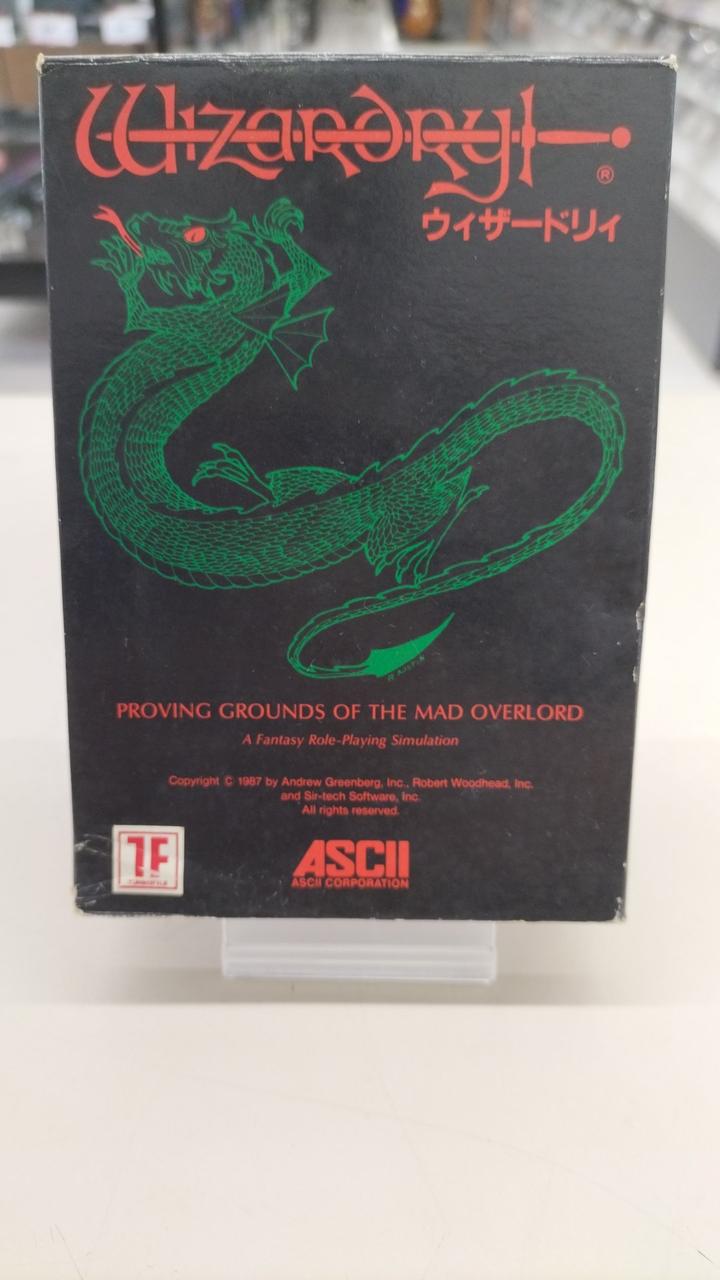 Wizardry
®
ウィザードリィ
PROVING GROUNDS OF THE MAD OVERLORD
A Fantasy Role-Playing Simulation
Copyright © 1987 by Andrew Greenberg, Inc., Robert Woodhead, Inc.
and Sir-tech Software, Inc.
All rights reserved.
TF
ASCII
ASCII CORPORATION